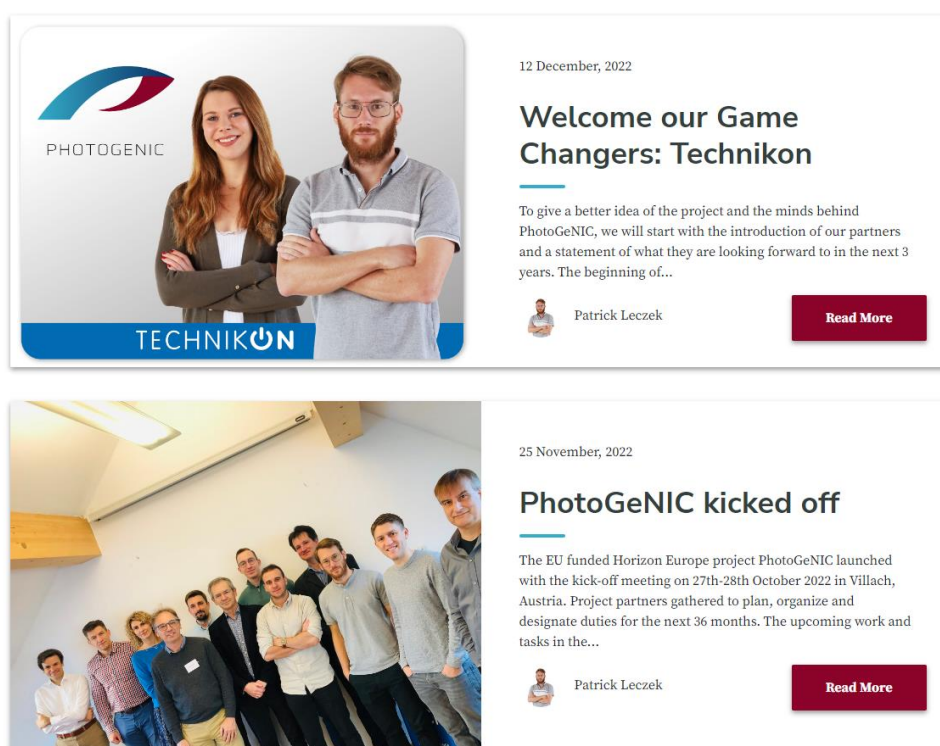 PHOTOGENIC
TECHNIKON
12 December, 2022
Welcome our Game
Changers: Technikon
To give a better idea of the project and the minds behind
PhotoGeNIC, we will start with the introduction of our partners
and a statement of what they are looking forward to in the next 3
years. The beginning of...
Patrick Leczek
Read More
25 November, 2022
PhotoGeNIC kicked off
The EU funded Horizon Europe project PhotoGeNIC launched
with the kick-off meeting on 27th-28th October 2022 in Villach,
Austria. Project partners gathered to plan, organize and
designate duties for the next 36 months. The upcoming work and
tasks in the...
Patrick Leczek
Read More